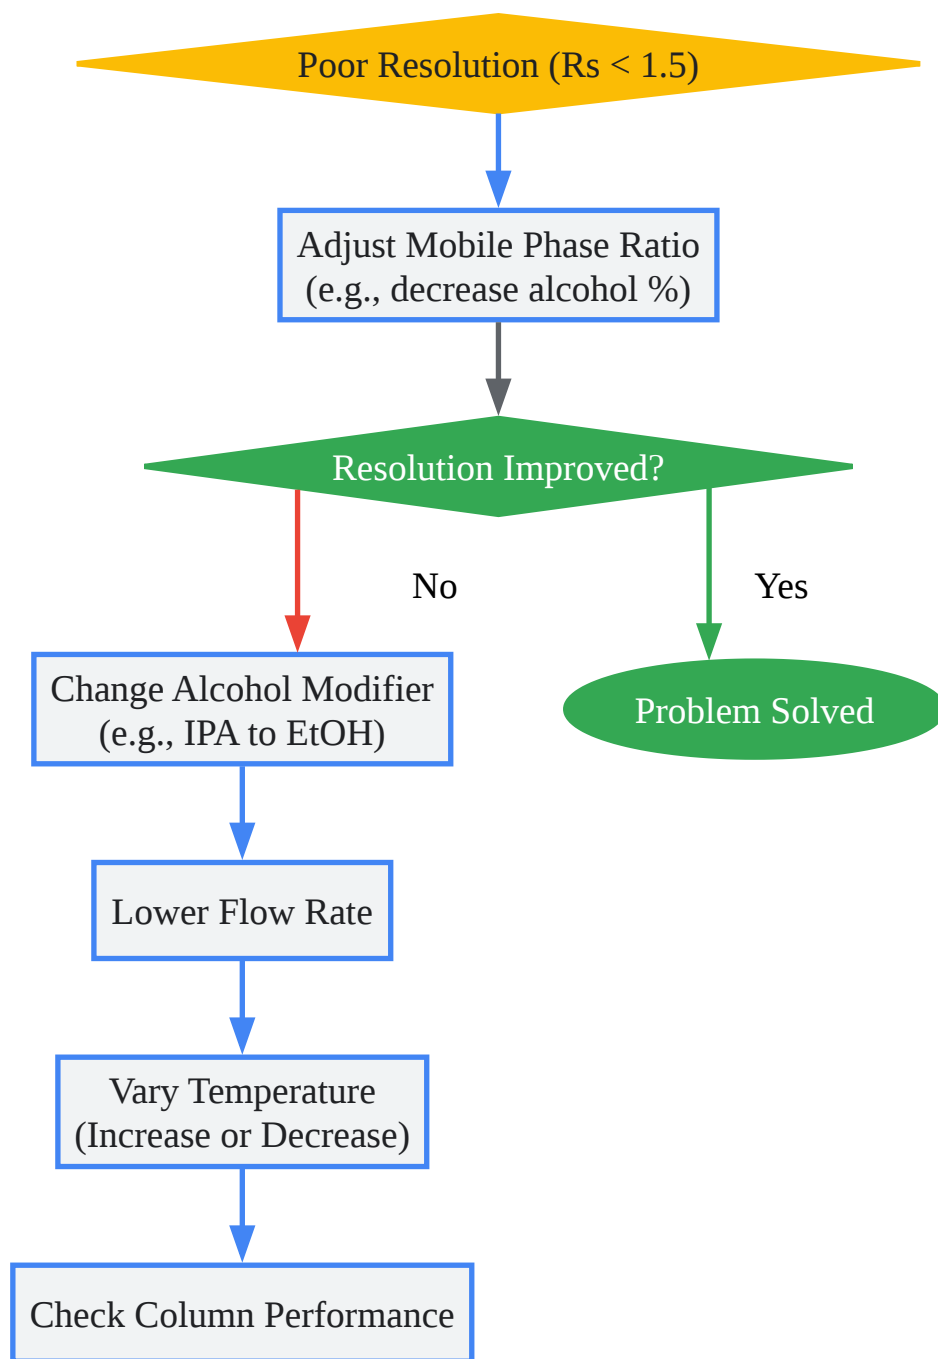 Poor Resolution (Rs < 1.5)
Adjust Mobile Phase Ratio
(e.g., decrease alcohol %)
Resolution Improved?
No
Yes
Change Alcohol Modifier
(e.g., IPA to EtOH)
Problem Solved
Lower Flow Rate
Vary Temperature
(Increase or Decrease)
Check Column Performance